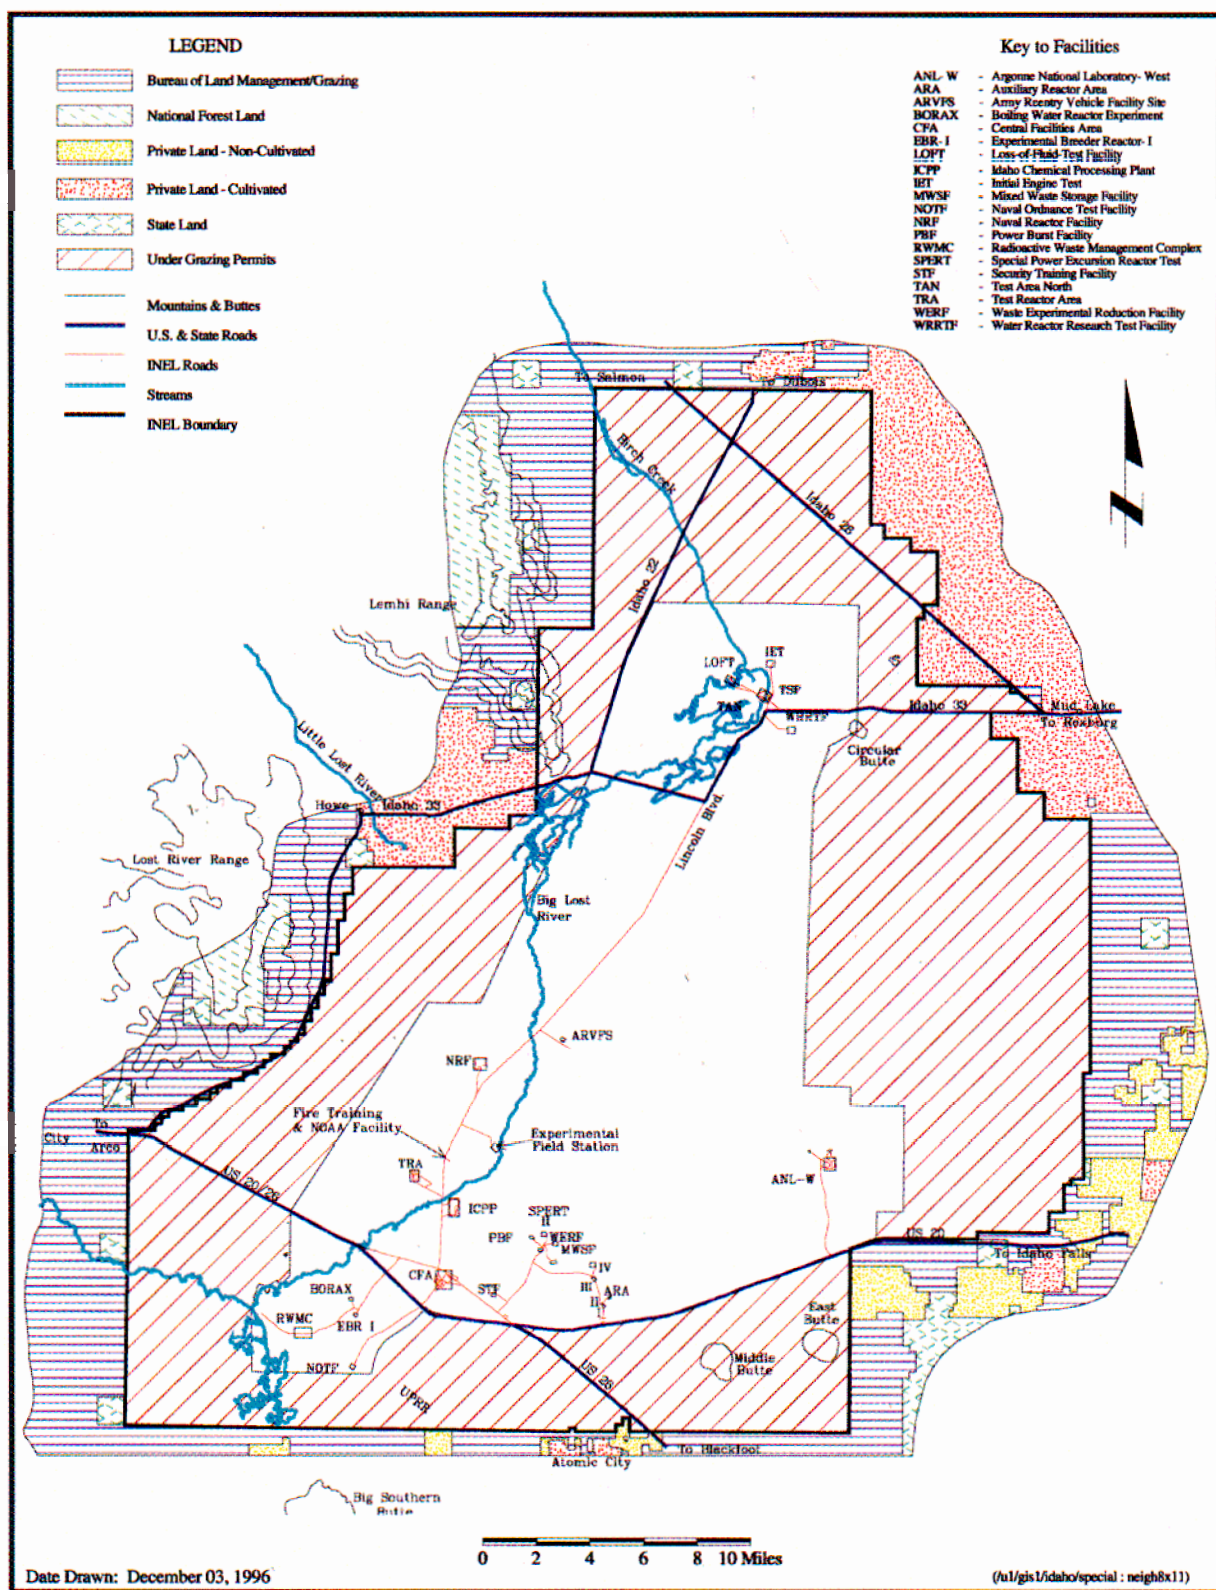 LEGEND
Bureau of Land Management/Grazing
National Forest Land
Private Land - Non-Cultivated
Private Land - Cultivated
State Land
Under Grazing Permits
Mountains & Buttes
U.S. & State Roads
INEL Roads
Streams
INEL Boundary
Key to Facilities
ANL-W - Argonne National Laboratory- West
ARA - Auxiliary Reactor Area
ARVFS - Army Reentry Vehicle Facility Site
BORAX - Boiling Water Reactor Experiment
CFA - Central Facilities Area
EBR-I - Experimental Breeder Reactor- I
LOFT - Loss-of-Fluid-Test Facility
ICPP - Idaho Chemical Processing Plant
IET - Initial Engine Test
MWSF - Mixed Waste Storage Facility
NOTF - Naval Ordnance Test Facility
NRF - Naval Reactor Facility
PBF - Power Burst Facility
RWMC - Radioactive Waste Management Complex
SPERT - Special Power Excursion Reactor Test
STF - Security Training Facility
TAN - Test Area North
TRA - Test Reactor Area
WERF - Waste Experimental Reduction Facility
WRRTF - Water Reactor Research Test Facility
To Salmon
To Dubois
Birch Creek
Idaho 28
Idaho 22
Lemhi Range
LOFT
IET
TSF
TAN
WRRTF
Idaho 33
Mud Lake
To Rexburg
Circular
Butte
Little Lost River
Howe
Idaho 33
Lincoln Blvd.
Lost River Range
Big Lost
River
ARVFS
NRF
Fire Training
& NOAA Facility
Experimental
Field Station
To
City
Arco
US/20/26
TRA
ICPP
ANL-W
SPERT
II
PBF
WERF
MWSF
US 20
To Idaho Falls
CFA
STF
IV
III
ARA
II
I
BORAX
EBR I
RWMC
NOTF
East
Butte
Middle
Butte
US 26
UPRR
To Blackfoot
Atomic City
Big Southern
Butte
0 2 4 6 8 10 Miles
Date Drawn: December 03, 1996
(/u1/gis1/idaho/special : neigh8x11)